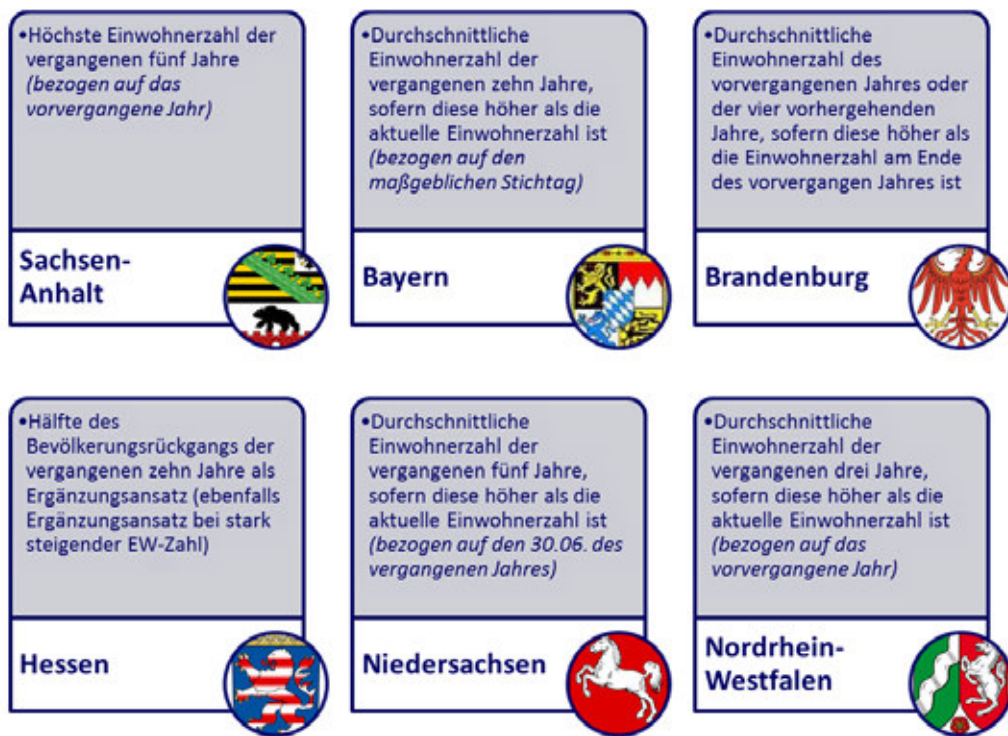 •Höchste Einwohnerzahl der
vergangenen fünf Jahre
(bezogen auf das
vorvergangene Jahr)
Sachsen-
Anhalt
•Durchschnittliche
Einwohnerzahl der
vergangenen zehn Jahre,
sofern diese höher als die
aktuelle Einwohnerzahl ist
(bezogen auf den
maßgeblichen Stichtag)
Bayern
•Durchschnittliche
Einwohnerzahl des
vorvergangenen Jahres oder
der vier vorhergehenden
Jahre, sofern diese höher als
die Einwohnerzahl am Ende
des vorvergangen Jahres ist
Brandenburg
•Hälfte des
Bevölkerungsrückgangs der
vergangenen zehn Jahre als
Ergänzungsansatz (ebenfalls
Ergänzungsansatz bei stark
steigender EW-Zahl)
Hessen
•Durchschnittliche
Einwohnerzahl der
vergangenen fünf Jahre,
sofern diese höher als die
aktuelle Einwohnerzahl ist
(bezogen auf den 30.06. des
vergangenen Jahres)
Niedersachsen
•Durchschnittliche
Einwohnerzahl der
vergangenen drei Jahre,
sofern diese höher als die
aktuelle Einwohnerzahl ist
(bezogen auf das
vorvergangene Jahr)
Nordrhein-
Westfalen